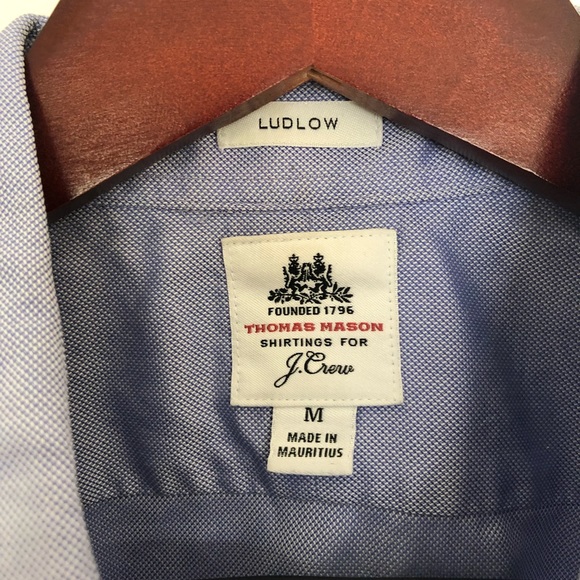 LUDLOW
FOUNDED 1796
THOMAS MASON
SHIRTINGS FOR
J.Crew
M
MADE IN
MAURITIUS